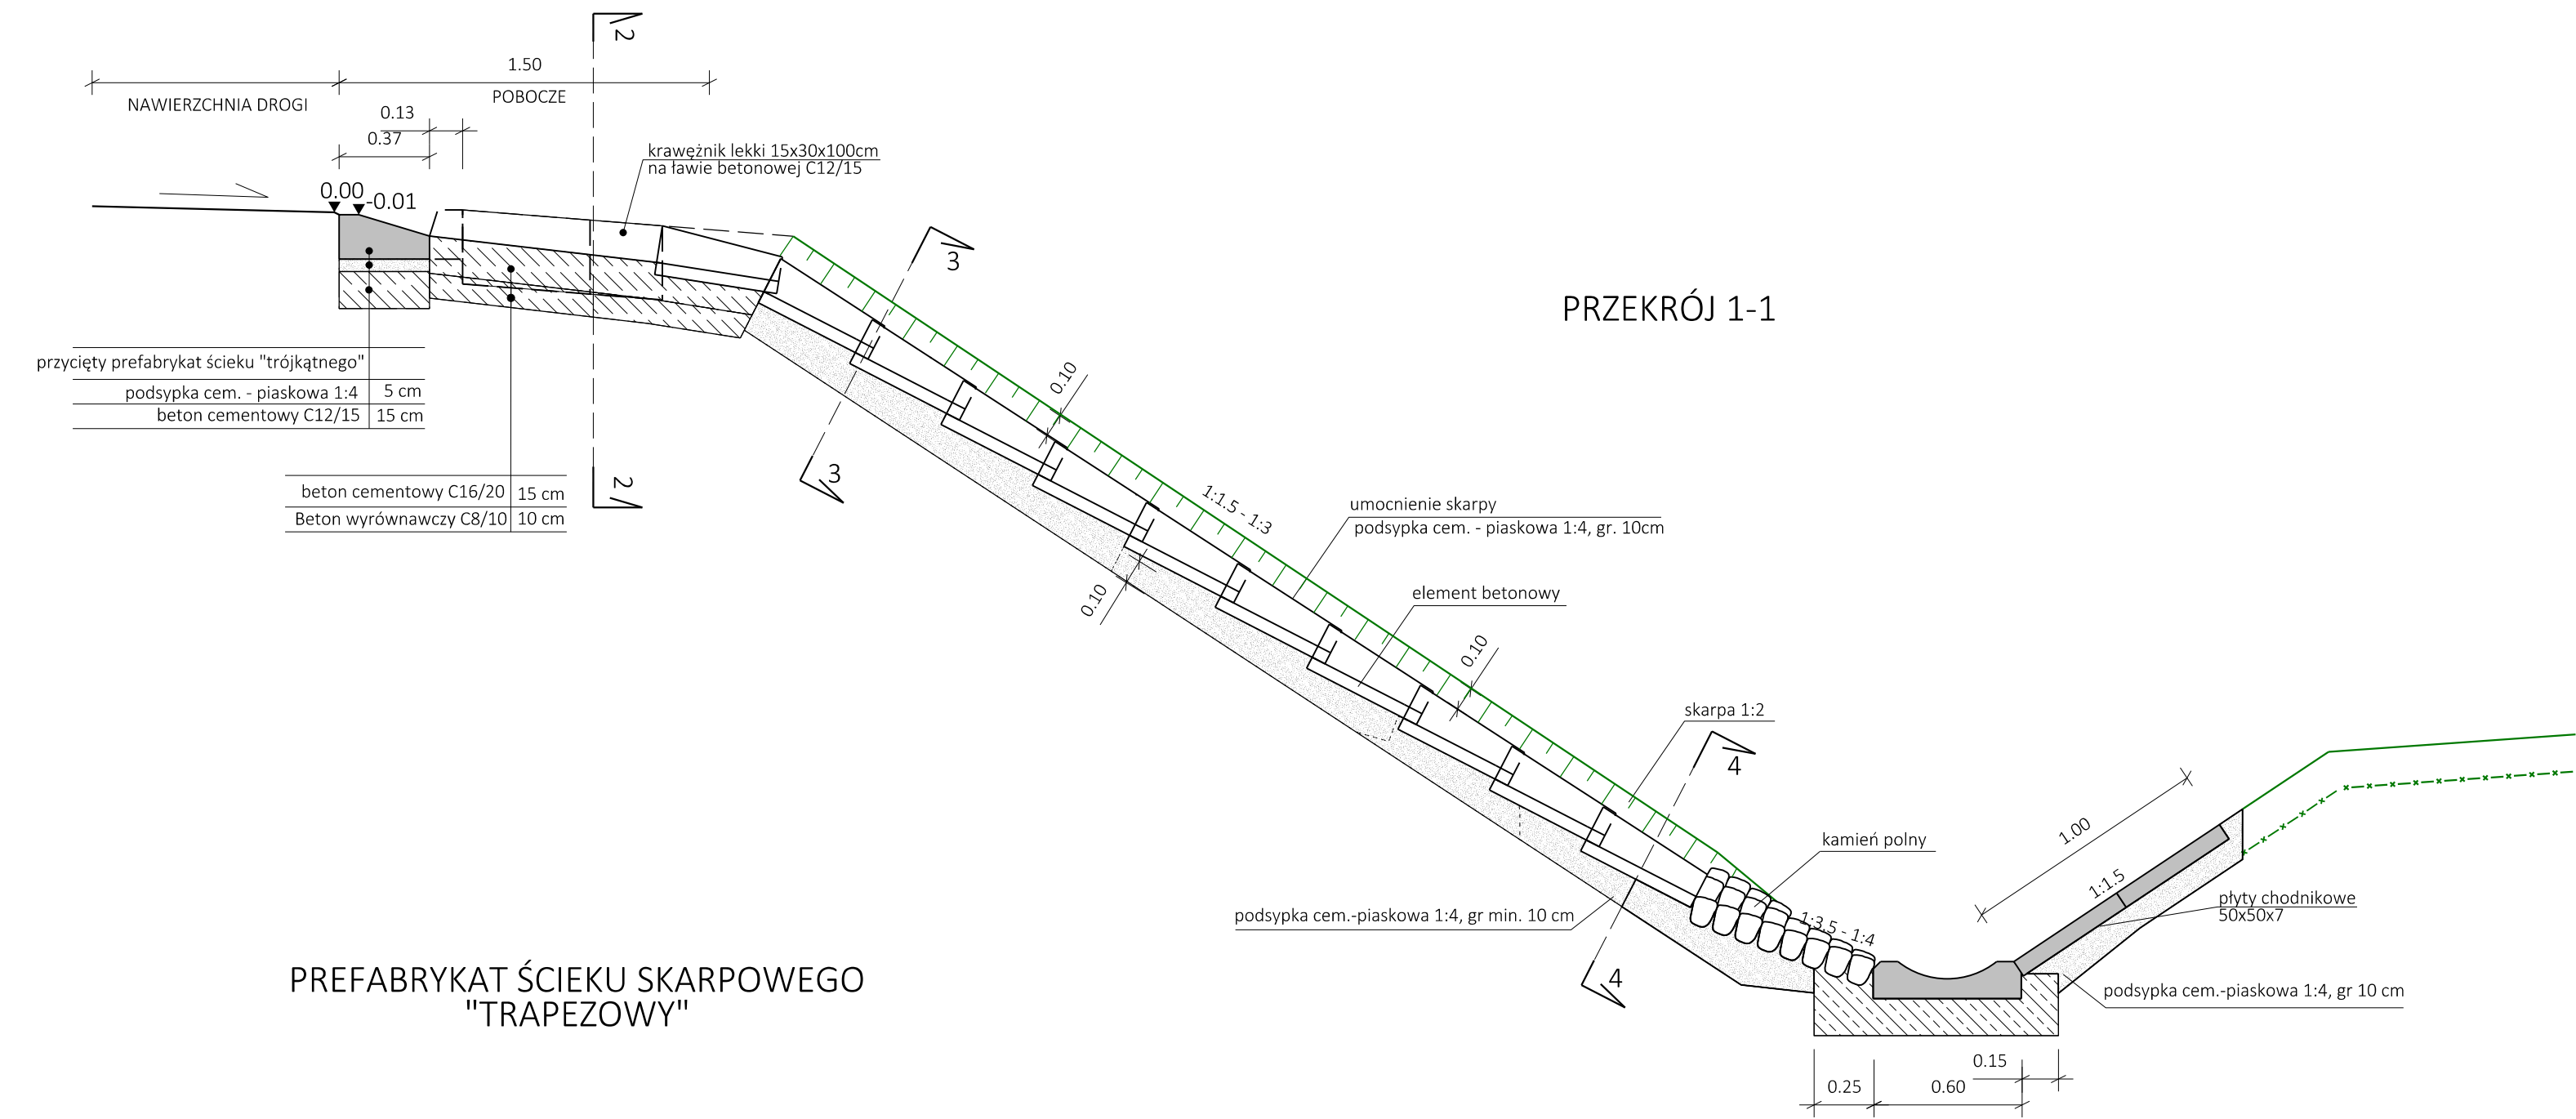 2
1.50
NAWIERZCHNIA DROGI
POBOCZE
0.13
0.37
krawężnik lekki 15x30x100cm
na ławie betonowej C12/15
0.00
-0.01
3
PRZEKRÓJ 1-1
przycięty prefabrykat ścieku "trójkątnego"
podsypka cem. - piaskowa 1:4 5 cm
beton cementowy C12/15 15 cm
0.10
3
2
beton cementowy C16/20 15 cm
Beton wyrównawczy C8/10 10 cm
1:1.5 - 1:3
umocnienie skarpy
podsypka cem. - piaskowa 1:4, gr. 10cm
0.10
element betonowy
0.10
skarpa 1:2
4
kamień polny
1.00
1:1.5
płyty chodnikowe
50x50x7
podsypka cem.-piaskowa 1:4, gr min. 10 cm
1:3.5 - 1:4
4
podsypka cem.-piaskowa 1:4, gr 10 cm
PREFABRYKAT ŚCIEKU SKARPOWEGO
"TRAPEZOWY"
0.15
0.25
0.60